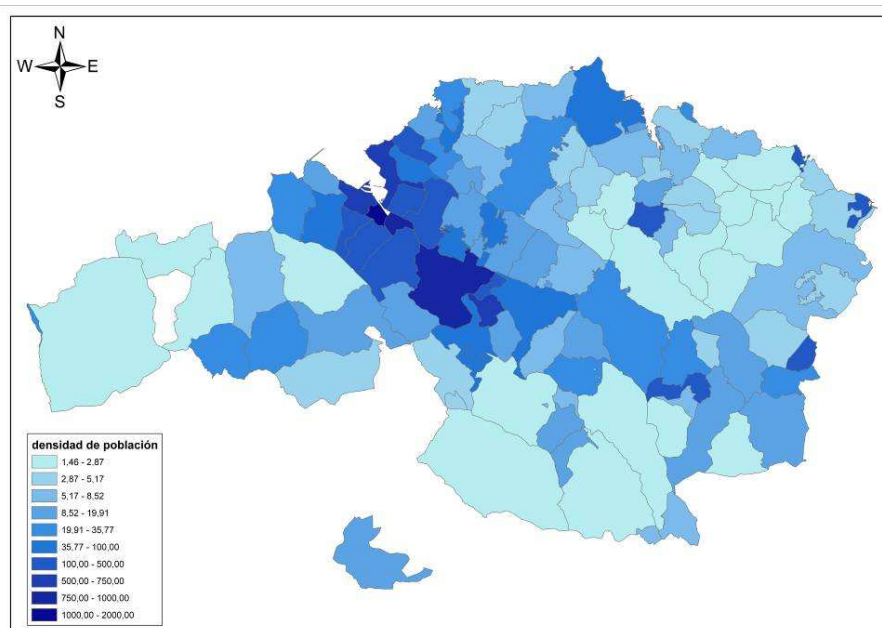 N
W E
S
densidad de población
1,46 - 2,87
2,87 - 5,17
5,17 - 8,52
8,52 - 19,91
19,91 - 35,77
35,77 - 100,00
100,00 - 500,00
500,00 - 750,00
750,00 - 1000,00
1000,00 - 2000,00